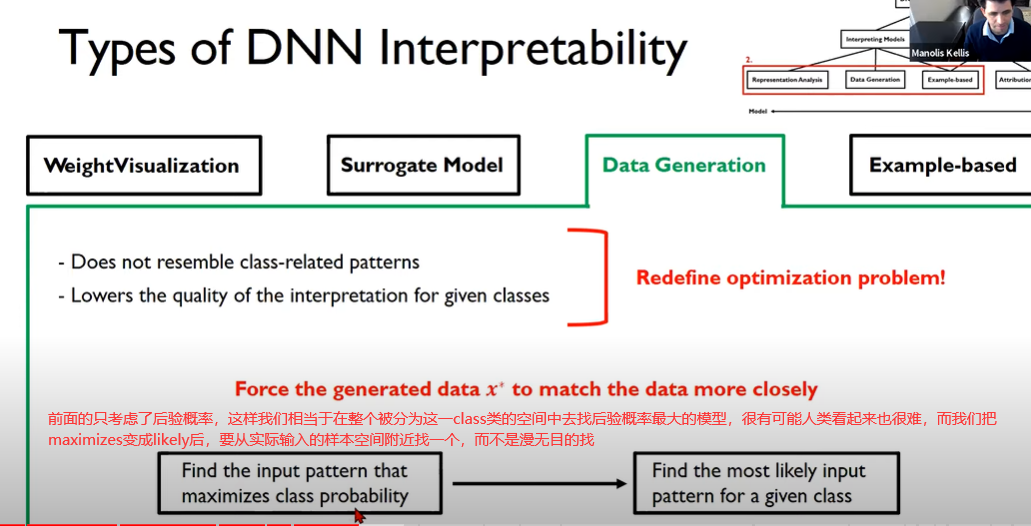 Types of DNN Interpretability
Interpreting Models
Manolis Kellis
2.
Representation Analysis
Data Generation
Example-based
Model
WeightVisualization
Surrogate Model
Data Generation
Example-based
- Does not resemble class-related patterns
- Lowers the quality of the interpretation for given classes
Redefine optimization problem!
Force the generated data x* to match the data more closely
前面的只考虑了后验概率，这样我们相当于在整个被分为这一class类的空间中去找后验概率最大的模型，很有可能人类看起来也很难，而我们把
maximizes变成likely后，要从实际输入的样本空间附近找一个，而不是漫无目的找
Find the input pattern that
maximizes class probability
Find the most likely input
pattern for a given class